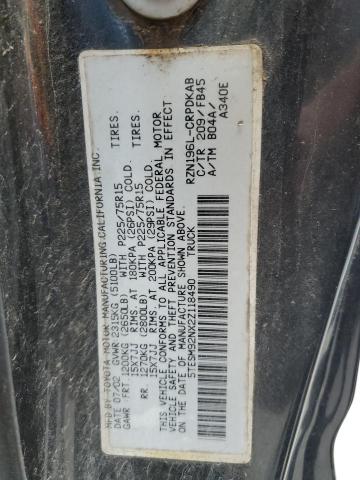 MFD BY TOYOTA MOTOR MANUFACTURING CALIFORNIA INC.
DATE 07/02 GVWR 2319KG (5100LB)
GAWR FRT. 1200KG (2650LB) WITH P225/75R15 TIRES.
15X7JJ RIMS. AT 180KPA (26PSI) COLD.
RR. 1270KG (2800LB) WITH P225/75R15 TIRES.
15X7JJ RIMS. AT 200KPA (29PSI) COLD.
THIS VEHICLE CONFORMS TO ALL APPLICABLE FEDERAL MOTOR
VEHICLE SAFETY AND THEFT PREVENTION STANDARDS IN EFFECT
ON THE DATE OF MANUFACTURE SHOWN ABOVE.
5TESM92NX2Z118490 TRUCK
RZN196L-CRPDKAB
C/TR 209/FB45
A/TM B04A/
A340E